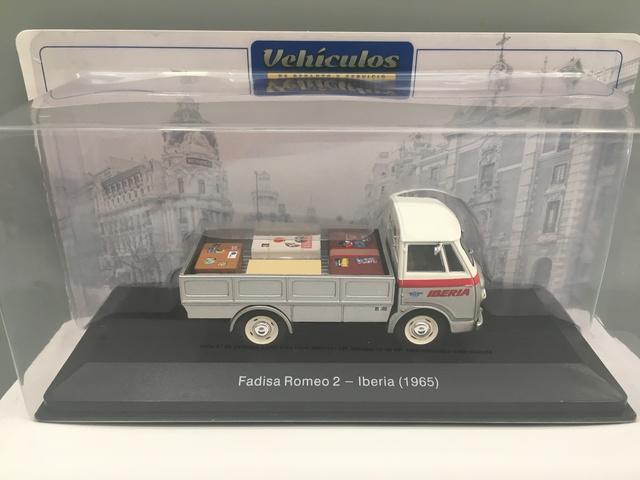 Vehículos
DE REPARTO Y SERVICIO
IBERIA
Fadisa Romeo 2 – Iberia (1965)